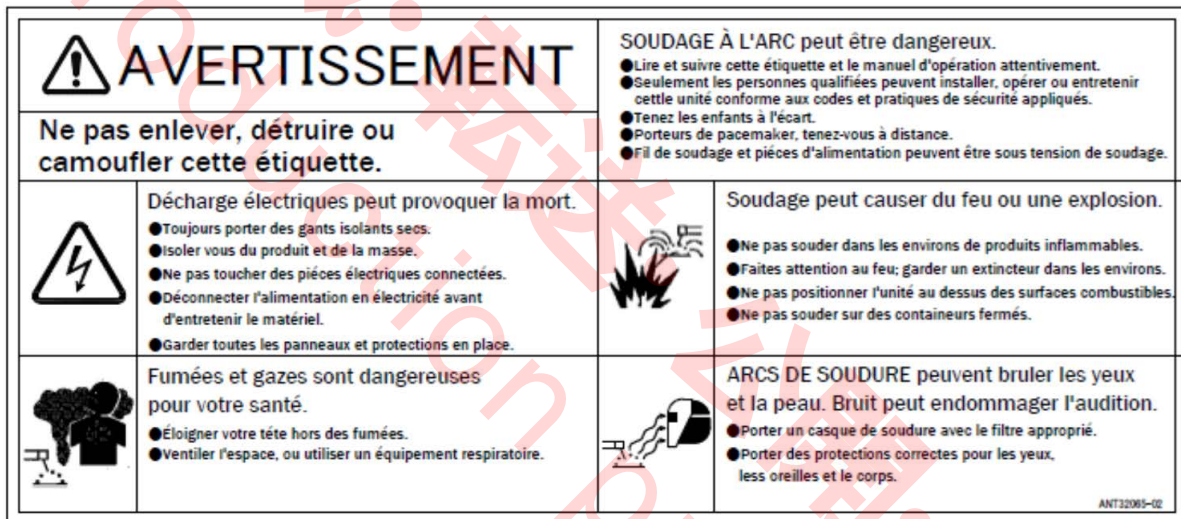 AVERTISSEMENT
Ne pas enlever, détruire ou
camoufler cette étiquette.
SOUDAGE À L'ARC peut être dangereux.
●Lire et suivre cette étiquette et le manuel d'opération attentivement.
●Seulement les personnes qualifiées peuvent installer, opérer ou entretenir
cettle unité conforme aux codes et pratiques de sécurité appliqués.
●Tenez les enfants à l'écart.
●Porteurs de pacemaker, tenez-vous à distance.
●Fil de soudage et piéces d'alimentation peuvent être sous tension de soudage.
Décharge électriques peut provoquer la mort.
●Toujours porter des gants isolants secs.
●Isoler vous du produit et de la masse.
●Ne pas toucher des piéces électriques connectées.
●Déconnecter l'alimentation en électricité avant
d'entretenir le matériel.
●Garder toutes les panneaux et protections en place.
Soudage peut causer du feu ou une explosion.
●Ne pas souder dans les environs de produits inflammables.
●Faites attention au feu; garder un extincteur dans les environs.
●Ne pas positionner l'unité au dessus des surfaces combustibles.
●Ne pas souder sur des containeurs fermés.
Fumées et gazes sont dangereuses
pour votre santé.
●Éloigner votre téte hors des fumées.
●Ventiler l'espace, ou utiliser un équipement respiratoire.
ARCS DE SOUDURE peuvent bruler les yeux
et la peau. Bruit peut endommager l'audition.
●Porter un casque de soudure avec le filtre approprié.
●Porter des protections correctes pour les yeux,
less oreilles et le corps.
ANT32065-02
転送
公開
oduction